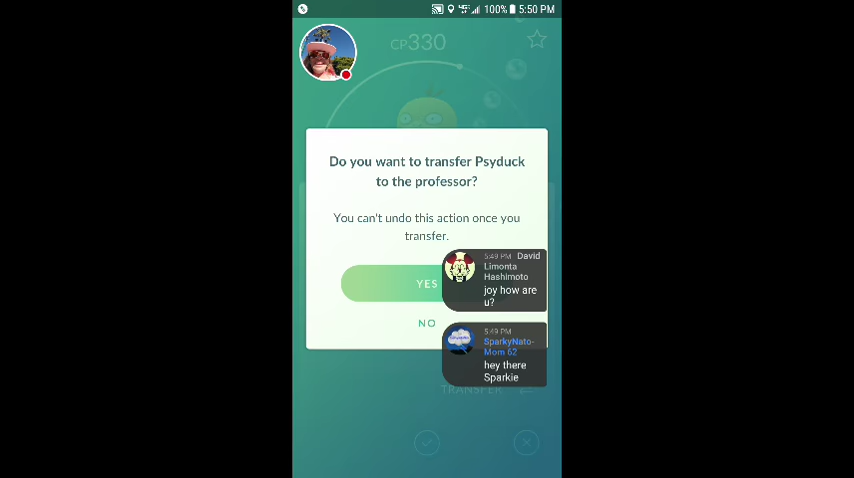 100% 5:50 PM
CP330
Do you want to transfer Psyduck
to the professor?
You can't undo this action once you
transfer.
YES
NO
5:49 PM David
Limonta
Hashimoto
joy how are
u?
5:49 PM
SparkyNato-
Mom 62
hey there
Sparkie
TRANSFER